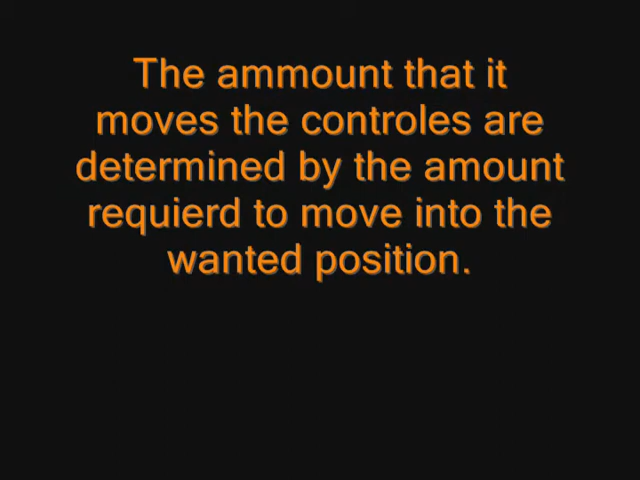 The ammount that it
moves the controles are
determined by the amount
requierd to move into the
wanted position.